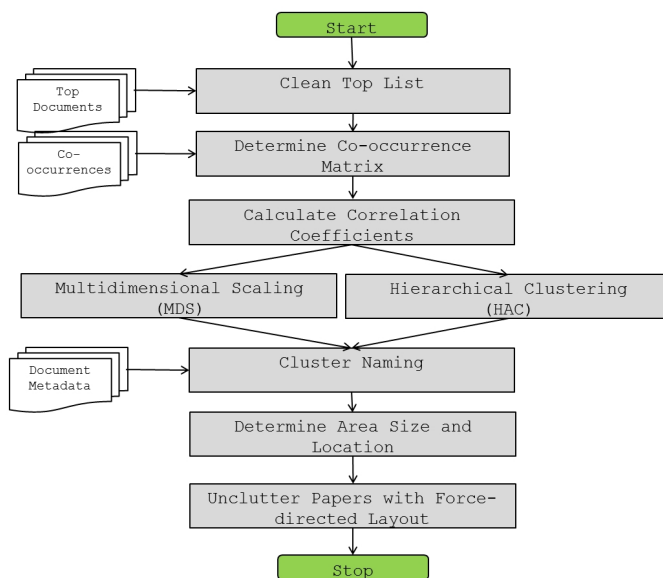 Start
Top
Documents
Clean Top List
Co-
occurrences
Determine Co-occurrence
Matrix
Calculate Correlation
Coefficients
Multidimensional Scaling
(MDS)
Hierarchical Clustering
(HAC)
Document
Metadata
Cluster Naming
Determine Area Size and
Location
Unclutter Papers with Force-
directed Layout
Stop